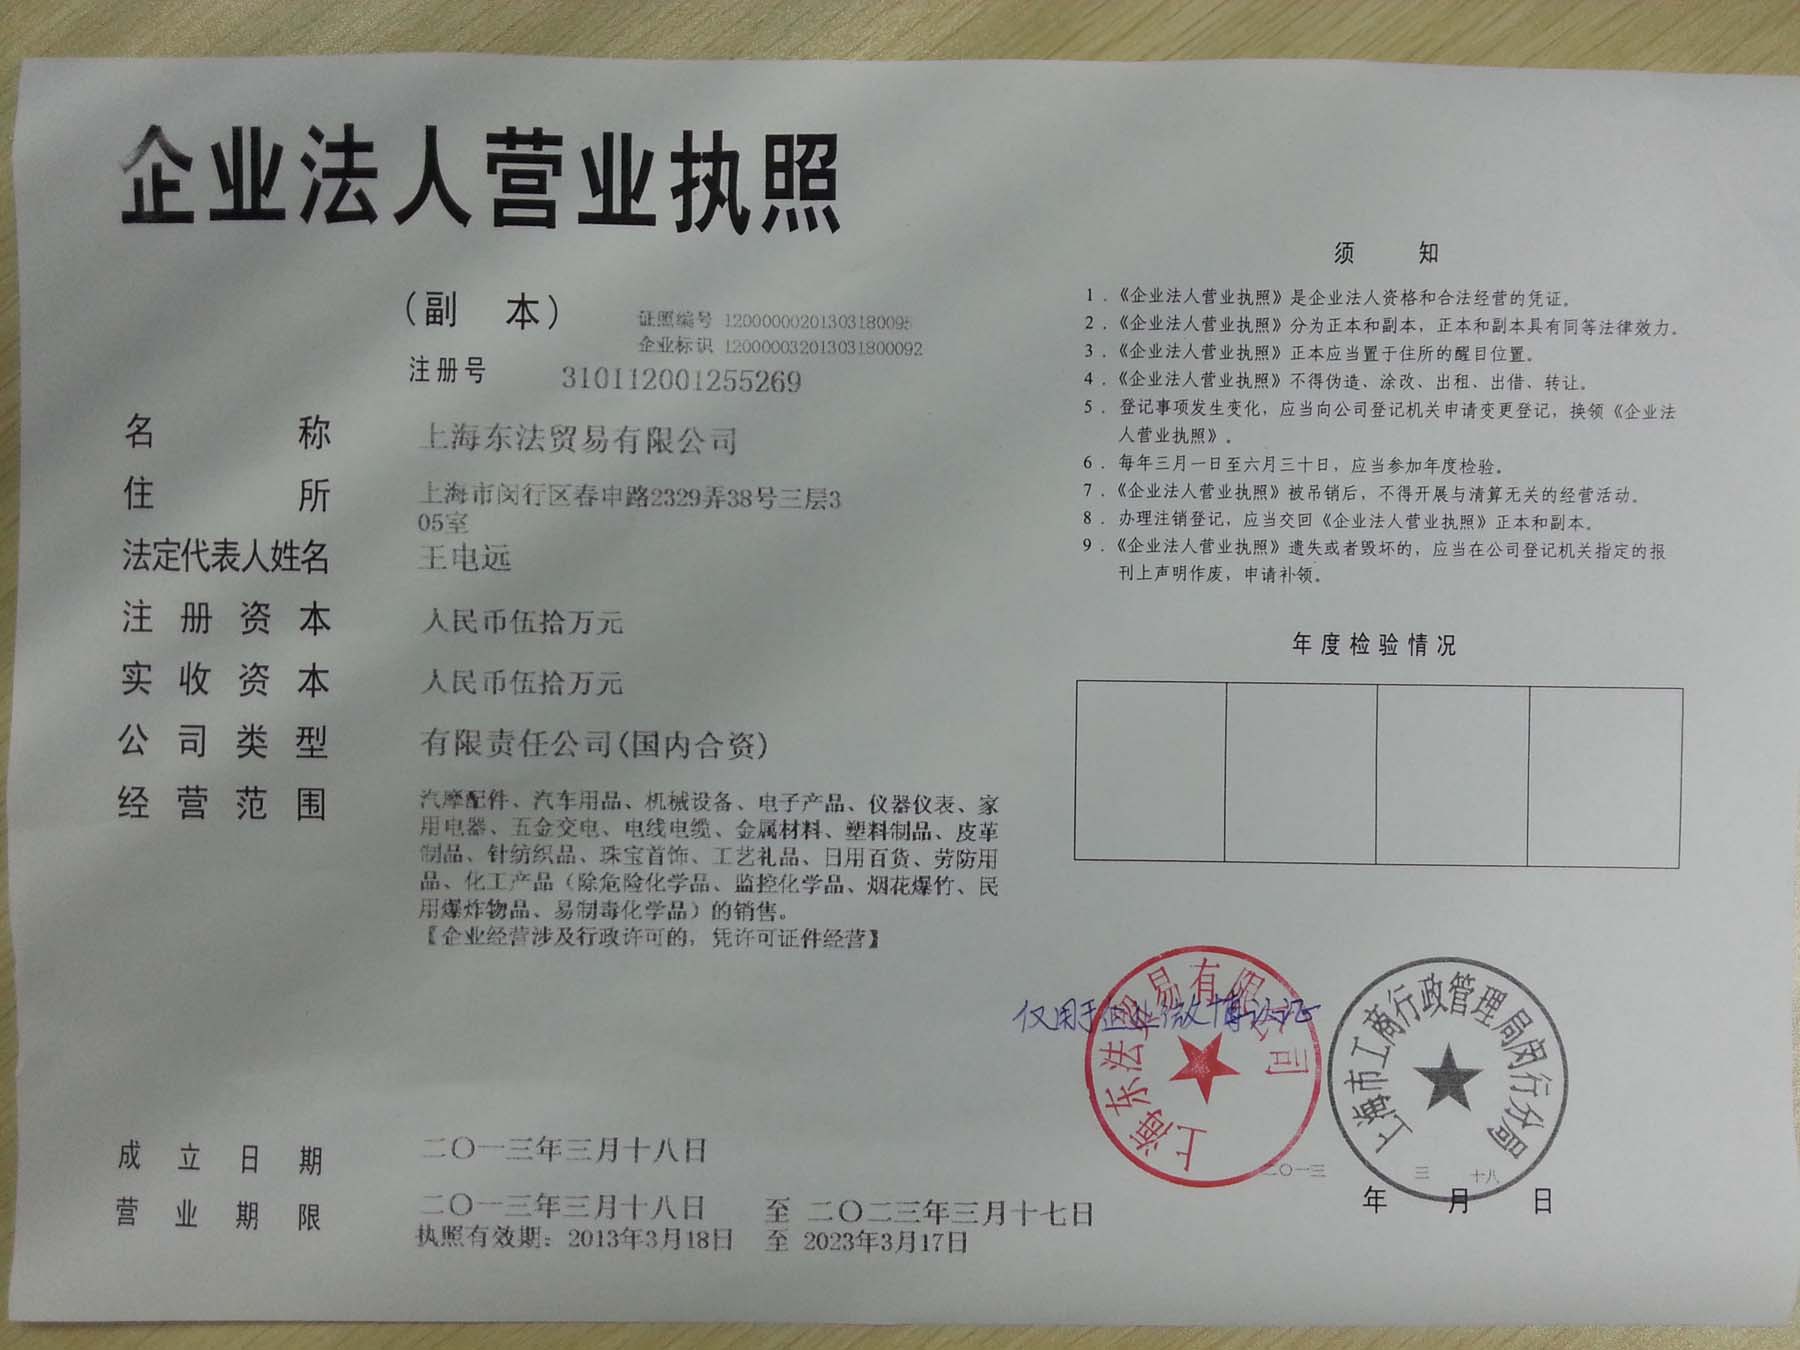 企业法人营业执照
（副 本）
证照编号 12000000201303180095
企业标识 120000032013031800092
注册号 310112001255269
名称 上海东法贸易有限公司
住所 上海市闵行区春申路2329弄38号三层3
05室
法定代表人姓名 王电远
注册资本 人民币伍拾万元
实收资本 人民币伍拾万元
公司类型 有限责任公司(国内合资)
经营范围 汽摩配件、汽车用品、机械设备、电子产品、仪器仪表、家
用电器、五金交电、电线电缆、金属材料、塑料制品、皮革
制品、针纺织品、珠宝首饰、工艺礼品、日用百货、劳防用
品、化工产品（除危险化学品、监控化学品、烟花爆竹、民
用爆炸物品、易制毒化学品）的销售。
【企业经营涉及行政许可的，凭许可证件经营】
成立日期 二〇一三年三月十八日
营业期限 二〇一三年三月十八日 至 二〇二三年三月十七日
执照有效期：2013年3月18日 至 2023年3月17日
须 知
1．《企业法人营业执照》是企业法人资格和合法经营的凭证。
2．《企业法人营业执照》分为正本和副本，正本和副本具有同等法律效力。
3．《企业法人营业执照》正本应当置于住所的醒目位置。
4．《企业法人营业执照》不得伪造、涂改、出租、出借、转让。
5．登记事项发生变化，应当向公司登记机关申请变更登记，换领《企业法
人营业执照》。
6．每年三月一日至六月三十日，应当参加年度检验。
7．《企业法人营业执照》被吊销后，不得开展与清算无关的经营活动。
8．办理注销登记，应当交回《企业法人营业执照》正本和副本。
9．《企业法人营业执照》遗失或者毁坏的，应当在公司登记机关指定的报
刊上声明作废，申请补领。
年度检验情况
仅用于 微博认证
上海东法贸易有限公司
上海市工商行政管理局闵行分局
二〇一三 三 十八
年 月 日